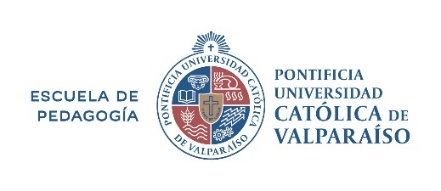 ESCUELA DE
PEDAGOGÍA
PONTIFICIA UNIVERSIDAD CATÓLICA
DE VALPARAÍSO
PONTIFICIA
UNIVERSIDAD
CATÓLICA DE
VALPARAÍSO